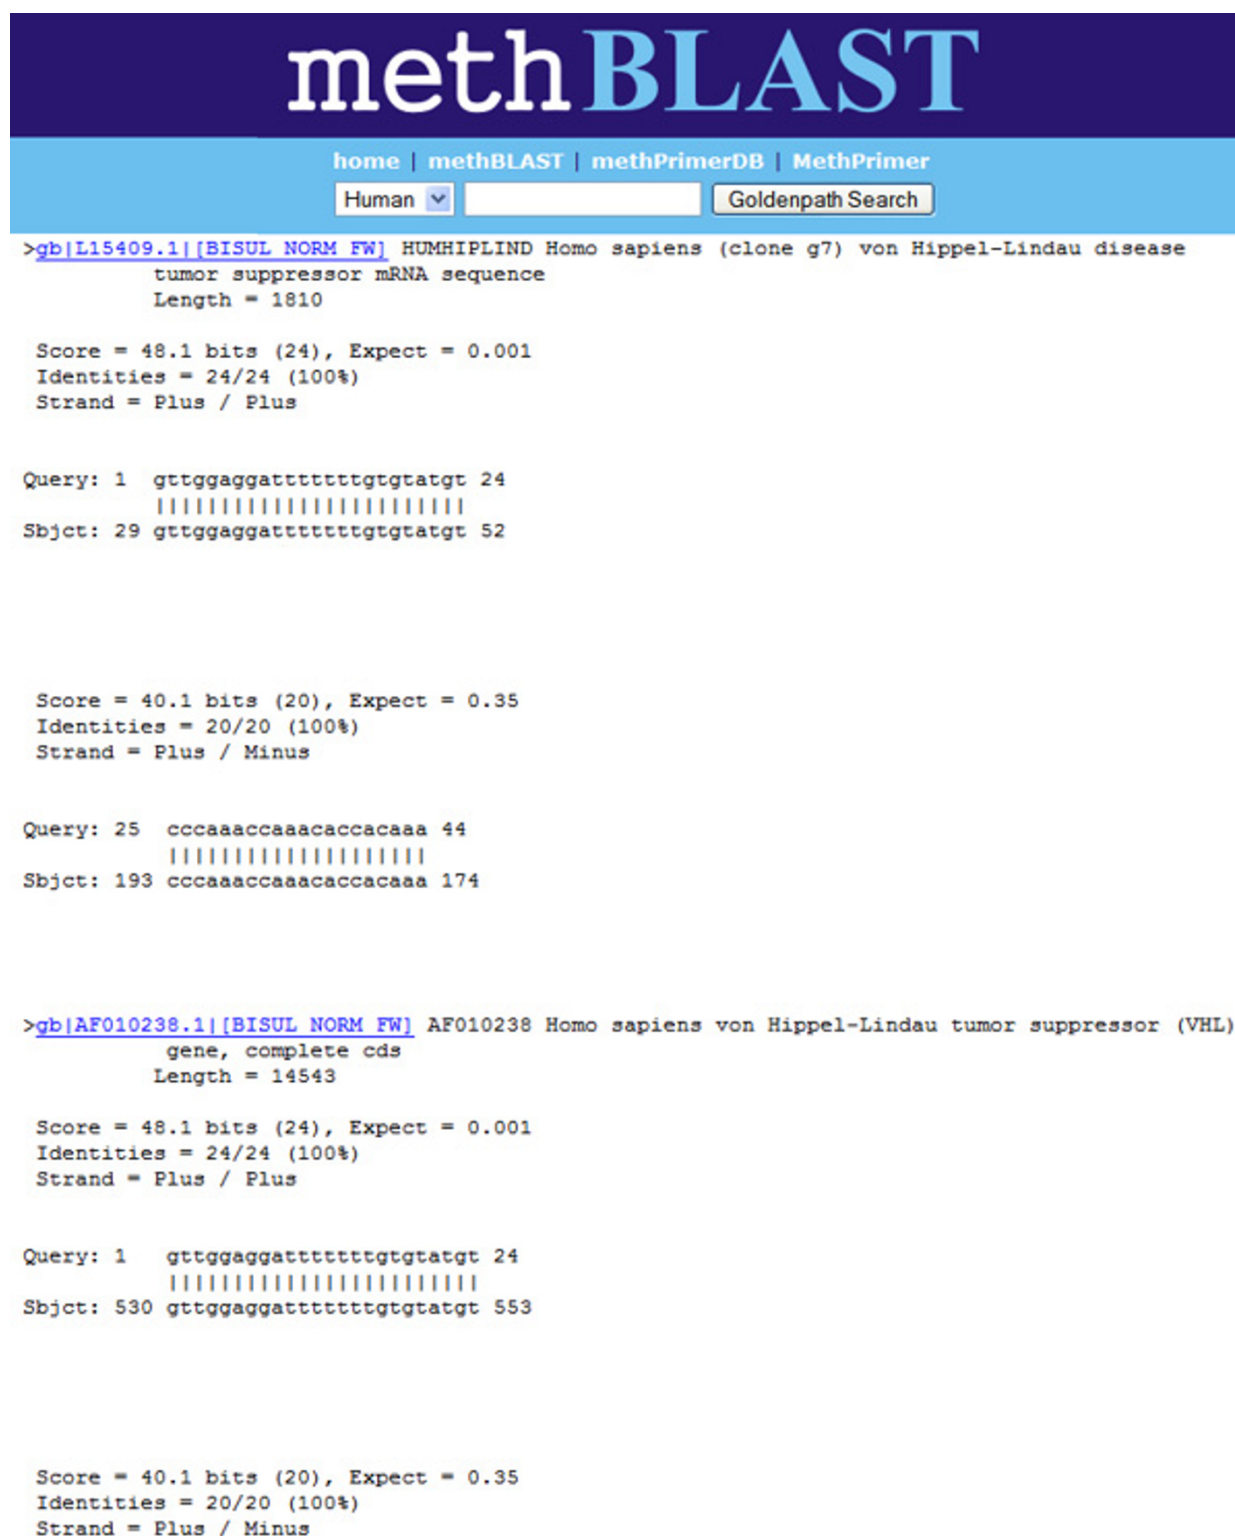 methBLAST
home | methBLAST | methPrimerDB | MethPrimer
Human Goldenpath Search
>gb|L15409.1|[BISUL NORM FW] HUMHIPLIND Homo sapiens (clone g7) von Hippel-Lindau disease
tumor suppressor mRNA sequence
Length = 1810
Score = 48.1 bits (24), Expect = 0.001
Identities = 24/24 (100%)
Strand = Plus / Plus
Query: 1 gttggaggatttttttgtgtatgt 24
||||||||||||||||||||||||
Sbjct: 29 gttggaggatttttttgtgtatgt 52
Score = 40.1 bits (20), Expect = 0.35
Identities = 20/20 (100%)
Strand = Plus / Minus
Query: 25 cccaaaccaaacaccacaaa 44
||||||||||||||||||||
Sbjct: 193 cccaaaccaaacaccacaaa 174
>gb|AF010238.1|[BISUL NORM FW] AF010238 Homo sapiens von Hippel-Lindau tumor suppressor (VHL)
gene, complete cds
Length = 14543
Score = 48.1 bits (24), Expect = 0.001
Identities = 24/24 (100%)
Strand = Plus / Plus
Query: 1 gttggaggatttttttgtgtatgt 24
||||||||||||||||||||||||
Sbjct: 530 gttggaggatttttttgtgtatgt 553
Score = 40.1 bits (20), Expect = 0.35
Identities = 20/20 (100%)
Strand = Plus / Minus